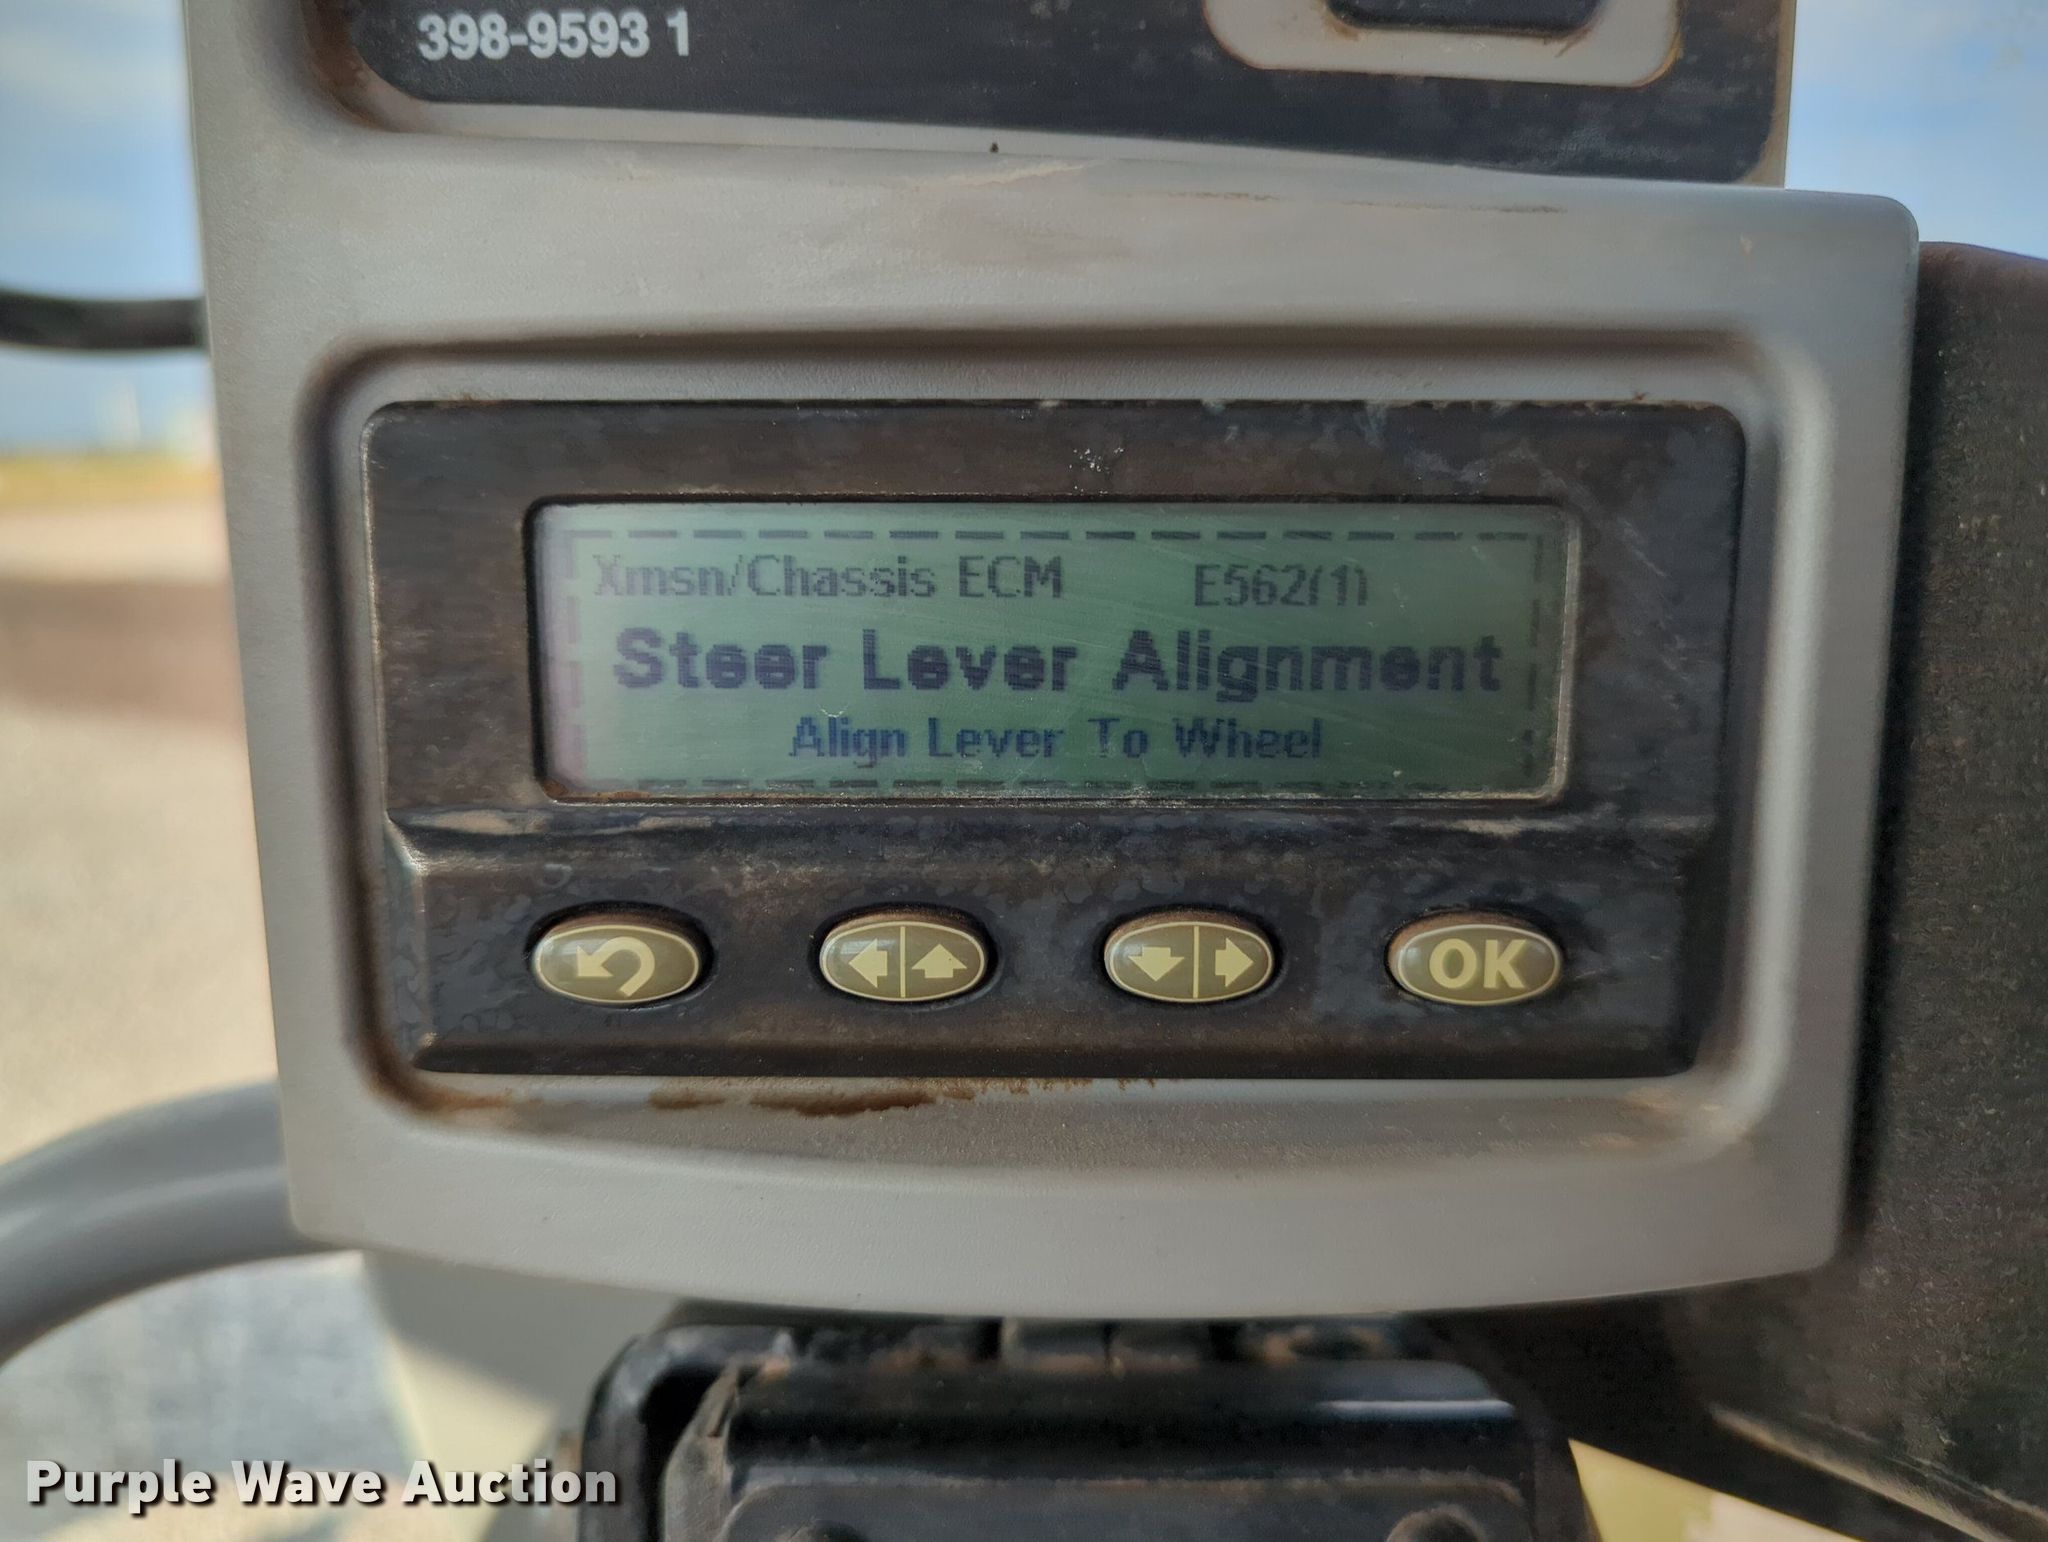 398-9593 1
Xmsn/Chassis ECM E562(1)
Steer Lever Alignment
Align Lever To Wheel
OK
Purple Wave Auction